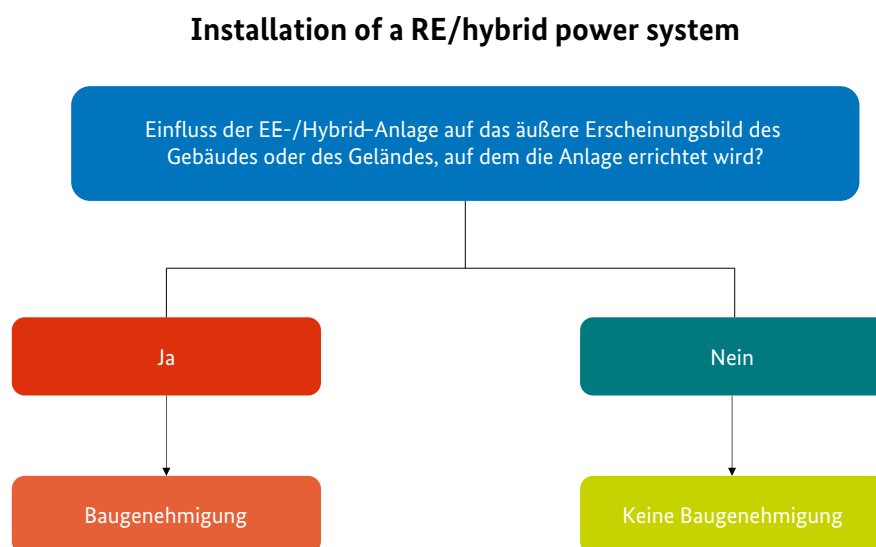 Installation of a RE/hybrid power system
Einfluss der EE-/Hybrid-Anlage auf das äußere Erscheinungsbild des
Gebäudes oder des Geländes, auf dem die Anlage errichtet wird?
Ja
Nein
Baugenehmigung
Keine Baugenehmigung